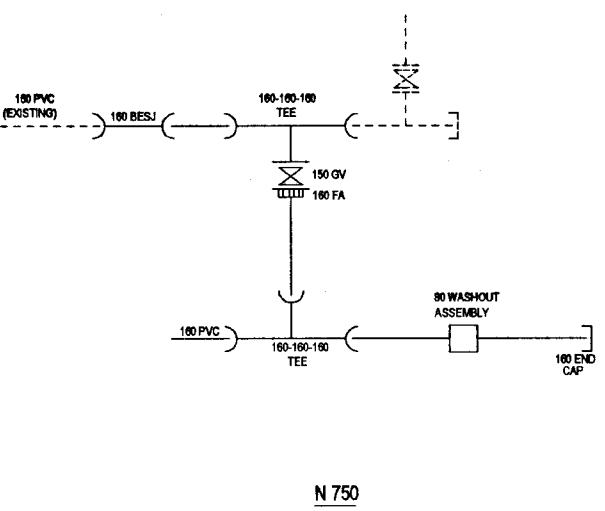 160 PVC
(EXISTING)
160 BESJ
160-160-160
TEE
150 GV
160 FA
80 WASHOUT
ASSEMBLY
160 PVC
160-160-160
TEE
160 END
CAP
N 750